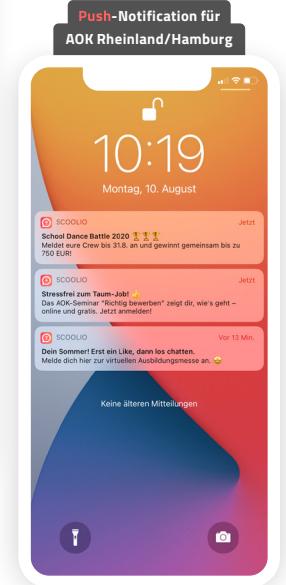 Push-Notification für
AOK Rheinland/Hamburg
10:19
Montag, 10. August
SCOOLIO Jetzt
School Dance Battle 2020 🏆🏆🏆
Meldet eure Crew bis 31.8. an und gewinnt gemeinsam bis zu
750 EUR!
SCOOLIO Jetzt
Stressfrei zum Taum-Job! 👍
Das AOK-Seminar "Richtig bewerben" zeigt dir, wie's geht –
online und gratis. Jetzt anmelden!
SCOOLIO Vor 13 Min.
Dein Sommer! Erst ein Like, dann los chatten.
Melde dich hier zur virtuellen Ausbildungsmesse an. 🤩
Keine älteren Mitteilungen